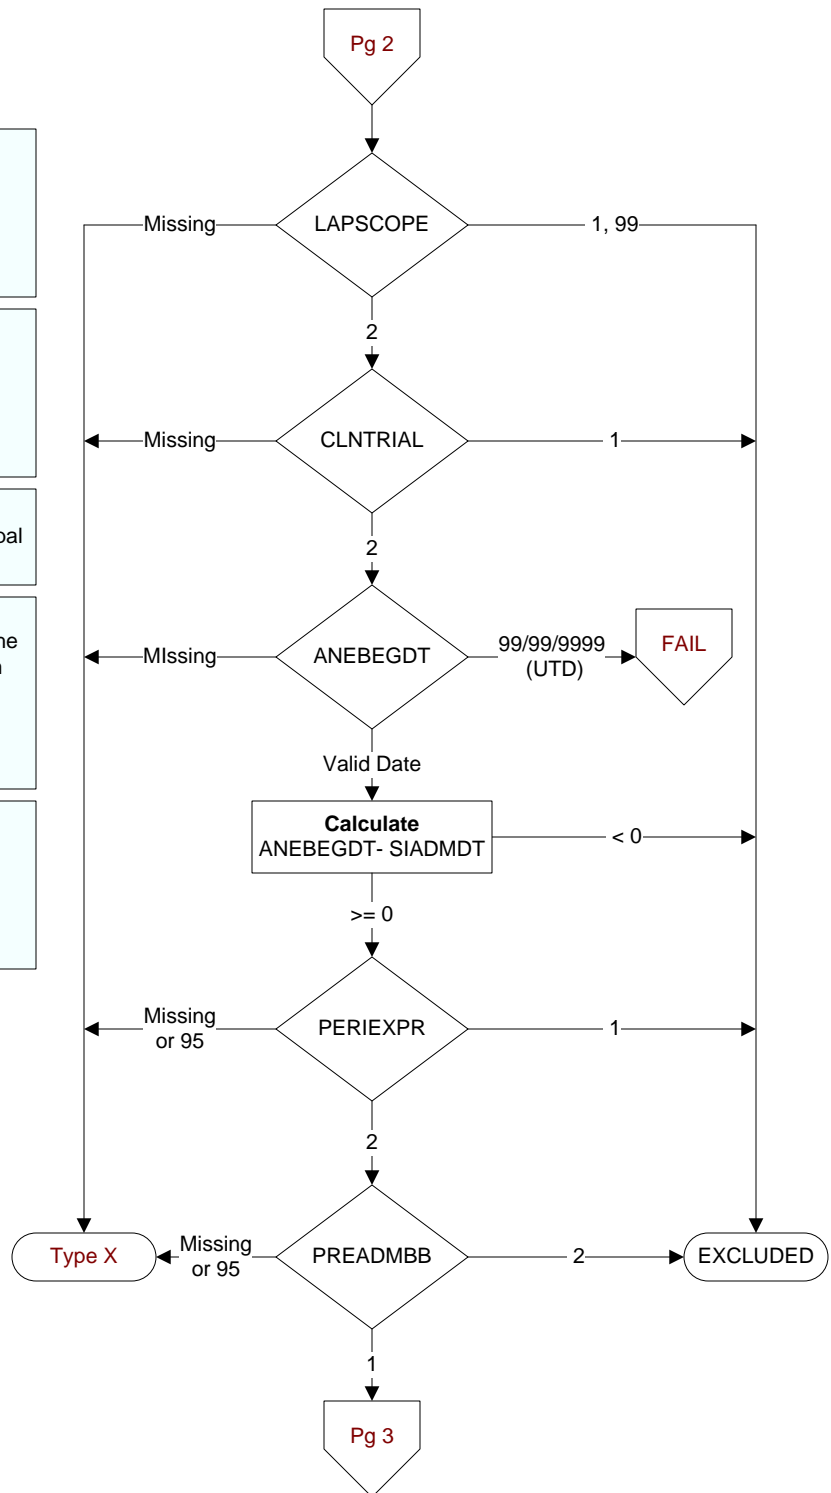 Pg 2
Missing
LAPSCOPE
1, 99
2
Missing
CLNTRIAL
1
2
MIssing
ANEBEGDT
99/99/9999
(UTD)
FAIL
Valid Date
Calculate
ANEBEGDT- SIADMDT
< 0
>= 0
Missing
or 95
PERIEXPR
1
2
Type X
Missing
or 95
PREADMBB
2
EXCLUDED
1
Pg 3